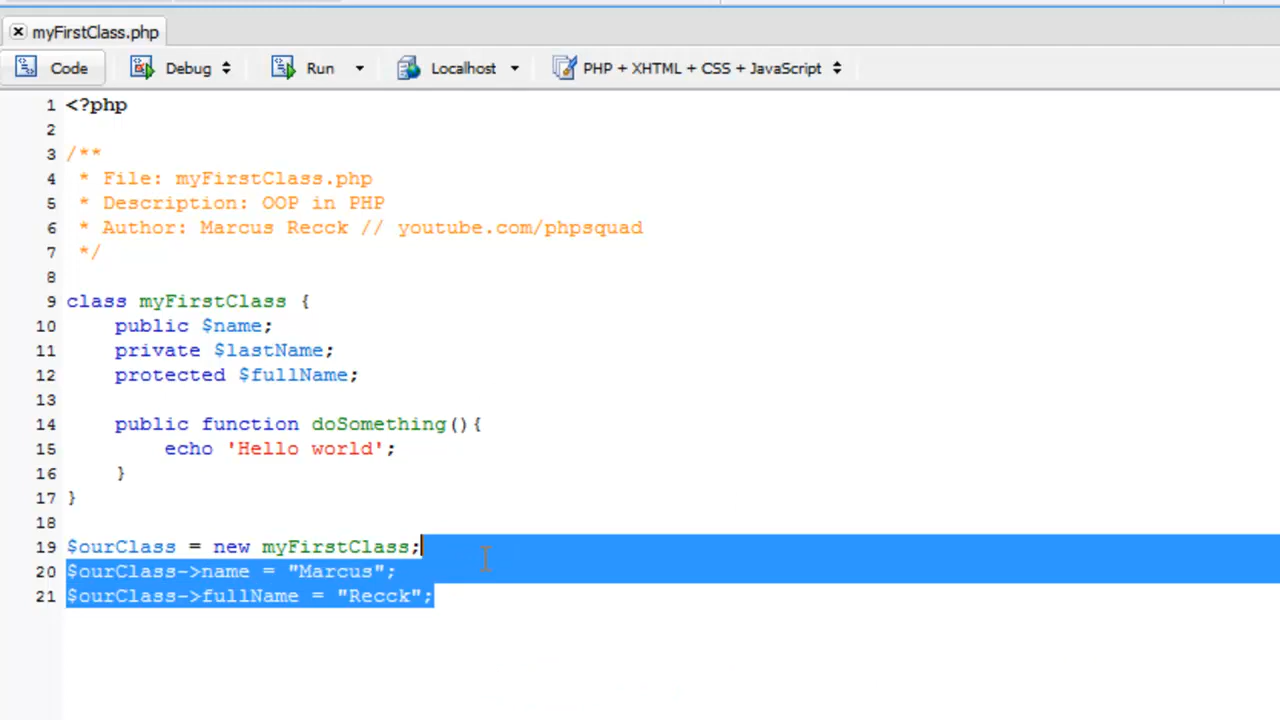 myFirstClass.php
Code Debug Run Localhost PHP + XHTML + CSS + JavaScript
1 <?php
2
3 /**
4 * File: myFirstClass.php
5 * Description: OOP in PHP
6 * Author: Marcus Recck // youtube.com/phpsquad
7 */
8
9 class myFirstClass {
10 public $name;
11 private $lastName;
12 protected $fullName;
13
14 public function doSomething(){
15 echo 'Hello world';
16 }
17 }
18
19 $ourClass = new myFirstClass;
20 $ourClass->name = "Marcus";
21 $ourClass->fullName = "Recck";